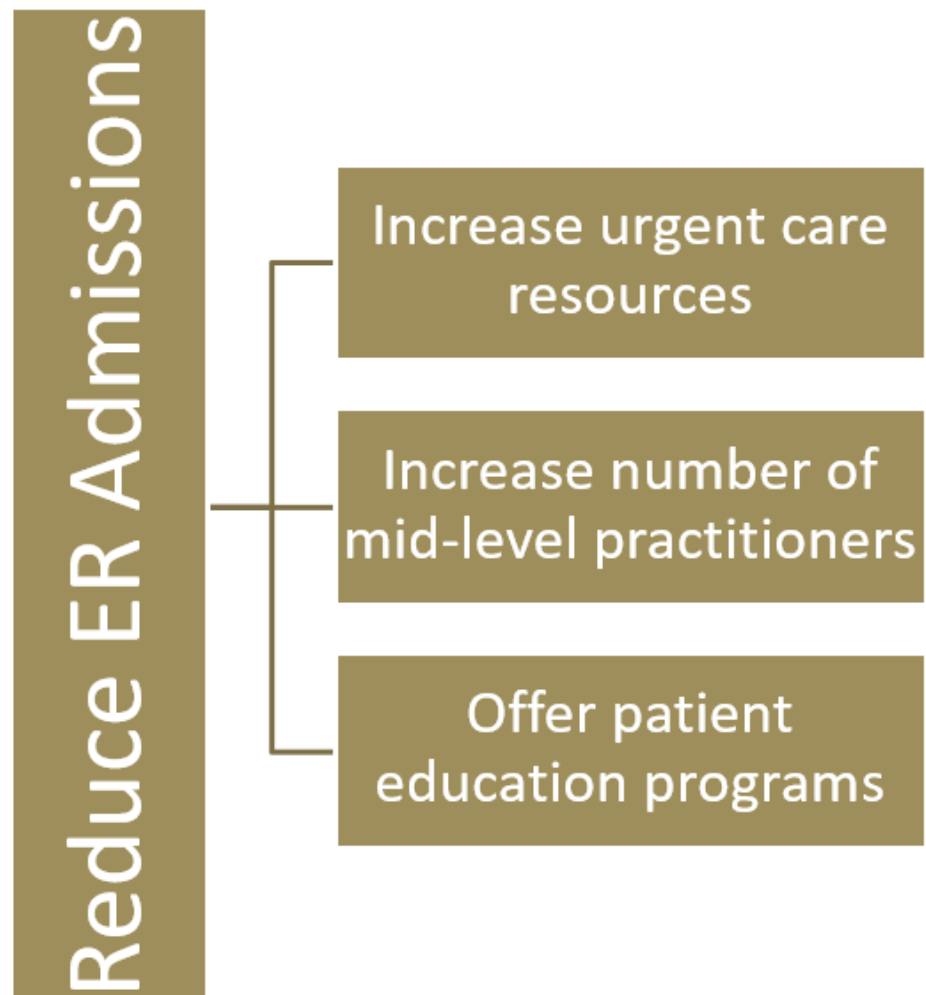 Reduce ER Admissions
Increase urgent care
resources
Increase number of
mid-level practitioners
Offer patient
education programs